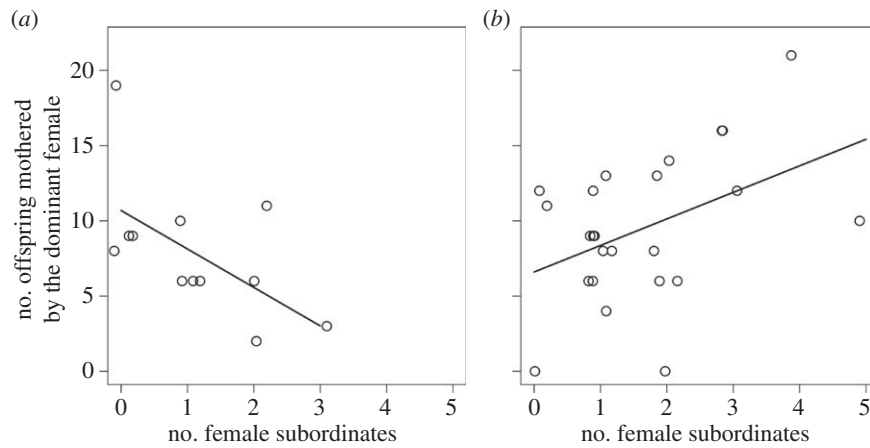 (a)
(b)
no. offspring mothered
by the dominant female
20
15
10
5
0
0 1 2 3 4 5
0 1 2 3 4 5
no. female subordinates
no. female subordinates